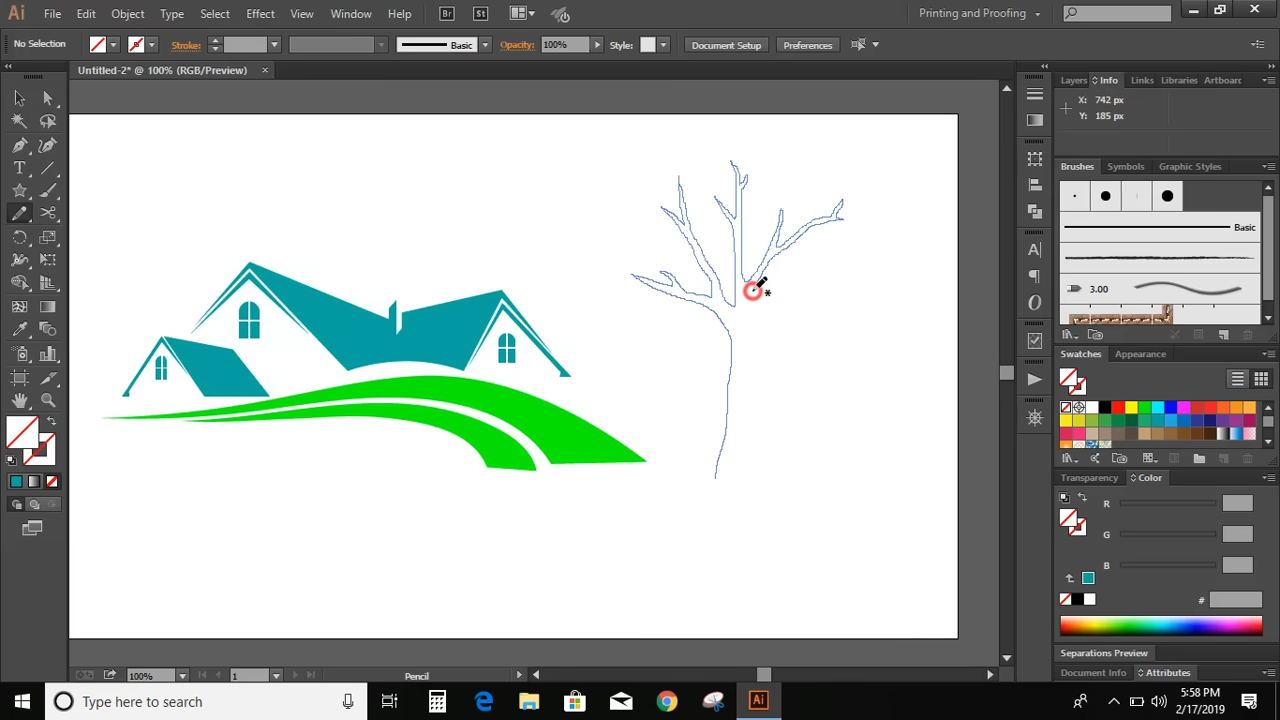 Ai File Edit Object Type Select Effect View Window Help Br St Printing and Proofing
No Selection Stroke: Basic Opacity: 100% Style: Document Setup Preferences
Untitled-2* @ 100% (RGB/Preview) ×
Layers Info Links Libraries Artboar
X: 742 px
Y: 185 px
Brushes Symbols Graphic Styles
Basic
3.00
Swatches Appearance
Transparency Color
R
G
B
#
Separations Preview
Document Info Attributes
100% 1 Pencil
Type here to search
Ai
5:58 PM
2/17/2019